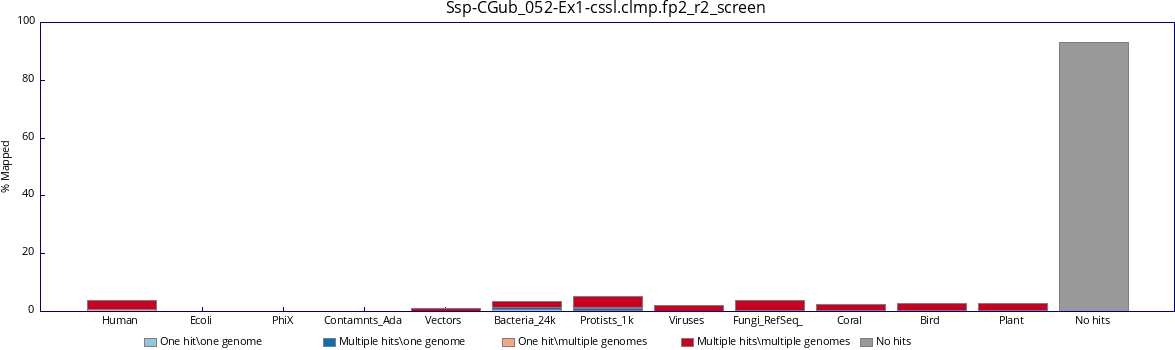 Ssp-CGub_052-Ex1-cssl.clmp.fp2_r2_screen
100
80
60
40
20
0
% Mapped
Human Ecoli PhiX Contamnts_Ada Vectors Bacteria_24k Protists_1k Viruses Fungi_RefSeq_ Coral Bird Plant No hits
One hit\one genome Multiple hits\one genome One hit\multiple genomes Multiple hits\multiple genomes No hits